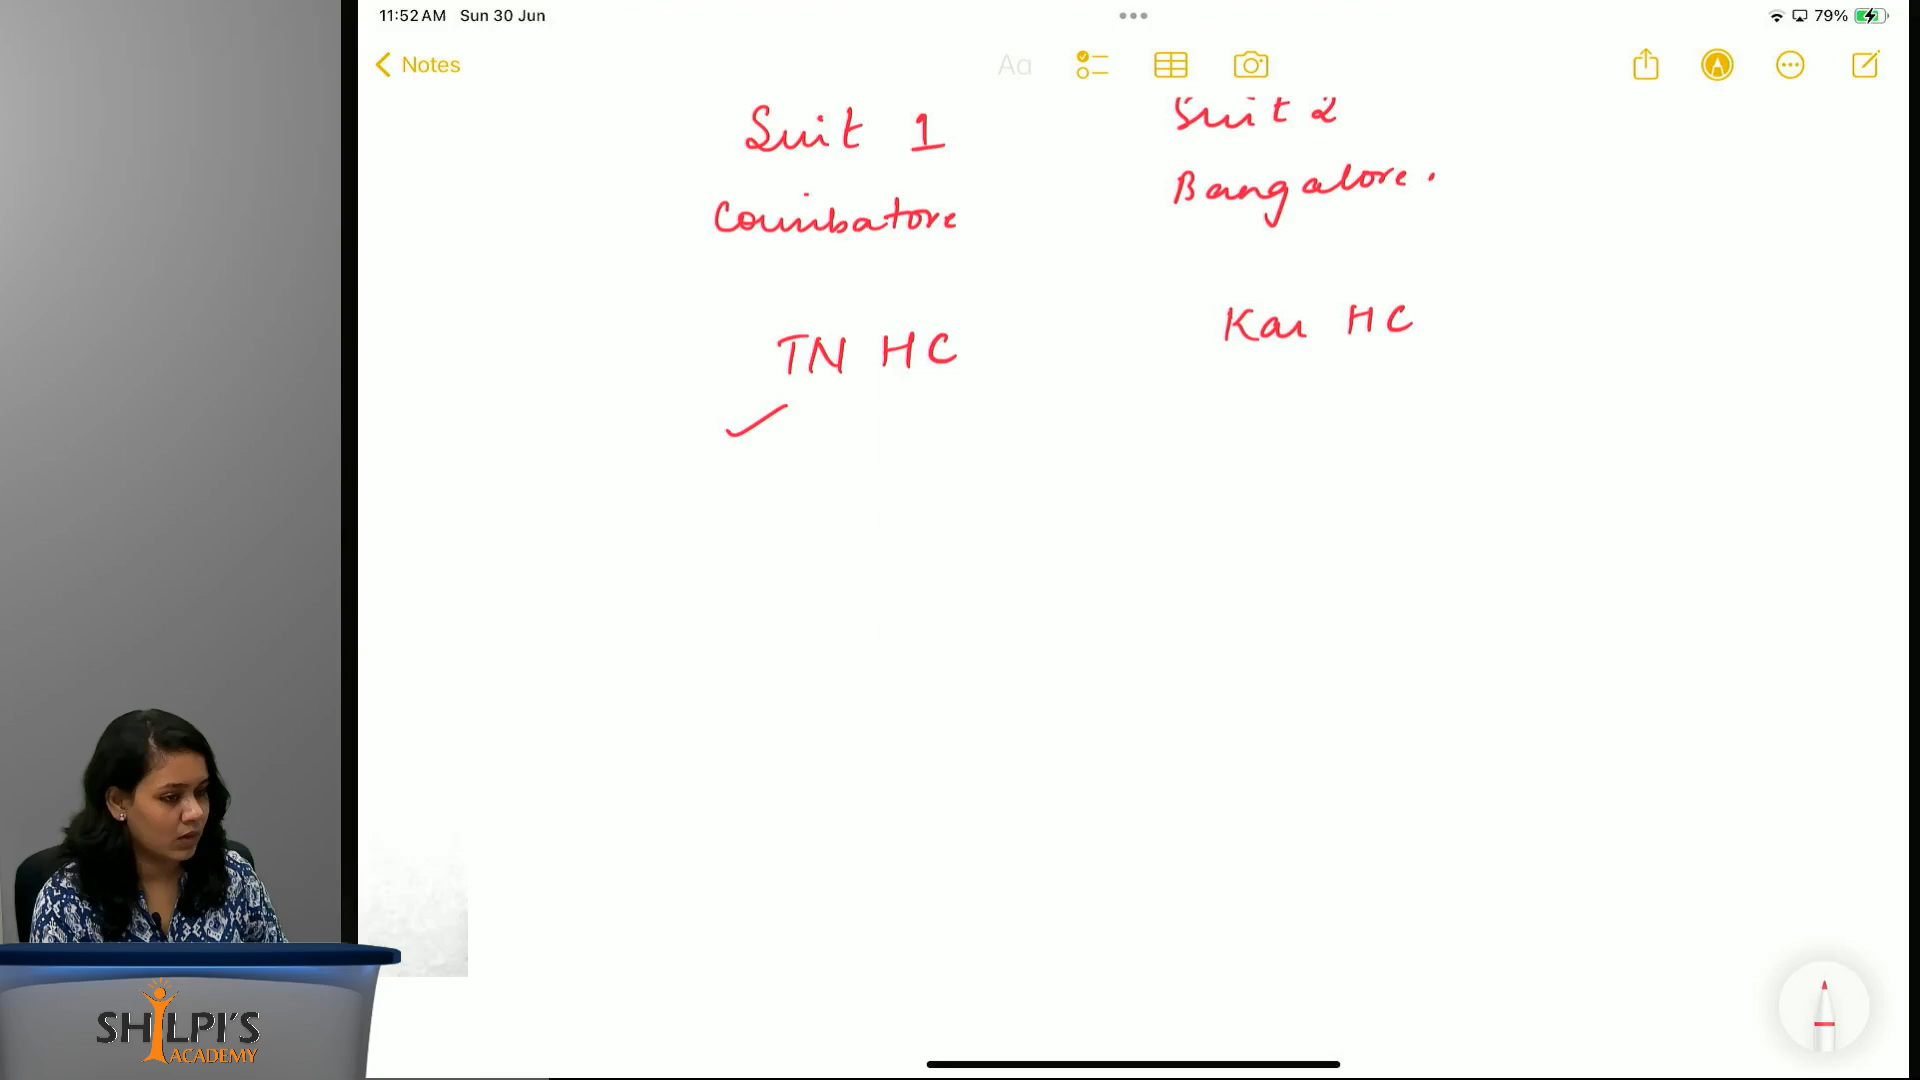 11:52 AM Sun 30 Jun
79%
Notes
Aa
Suit 1
Suit 2
Coimbatore
Bangalore.
TN HC
Kar HC
SHILPI'S
ACADEMY